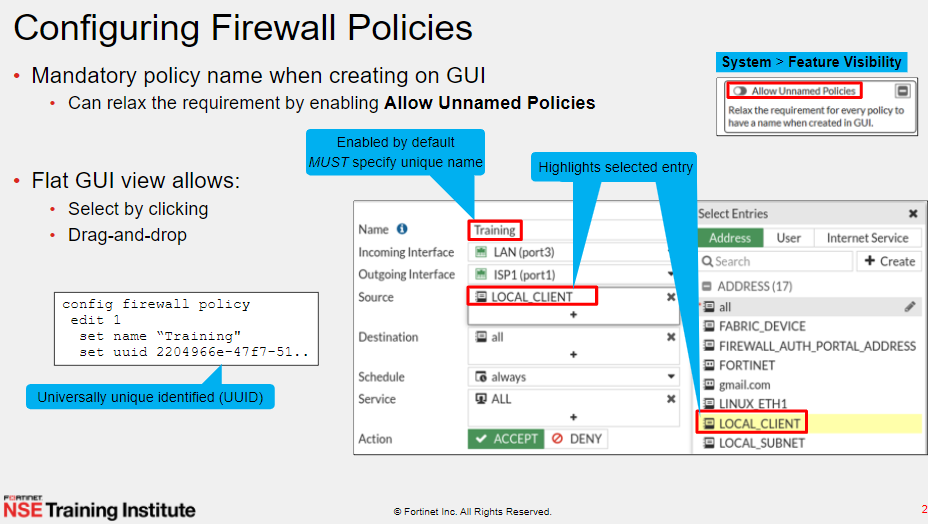 Configuring Firewall Policies
• Mandatory policy name when creating on GUI
• Can relax the requirement by enabling Allow Unnamed Policies
System > Feature Visibility
Allow Unnamed Policies
Relax the requirement for every policy to
have a name when created in GUI.
Enabled by default
MUST specify unique name
Highlights selected entry
• Flat GUI view allows:
• Select by clicking
• Drag-and-drop
config firewall policy
edit 1
set name “Training"
set uuid 2204966e-47f7-51..
Universally unique identified (UUID)
Name
Training
Incoming Interface
LAN (port3)
Outgoing Interface
ISP1 (port1)
Source
LOCAL_CLIENT
+
Destination
all
+
Schedule
always
Service
ALL
+
Action
ACCEPT
DENY
Select Entries
Address
User
Internet Service
Search
+ Create
ADDRESS (17)
all
FABRIC_DEVICE
FIREWALL_AUTH_PORTAL_ADDRESS
FORTINET
gmail.com
LINUX_ETH1
LOCAL_CLIENT
LOCAL_SUBNET
FORTINET
NSE Training Institute
© Fortinet Inc. All Rights Reserved.
2